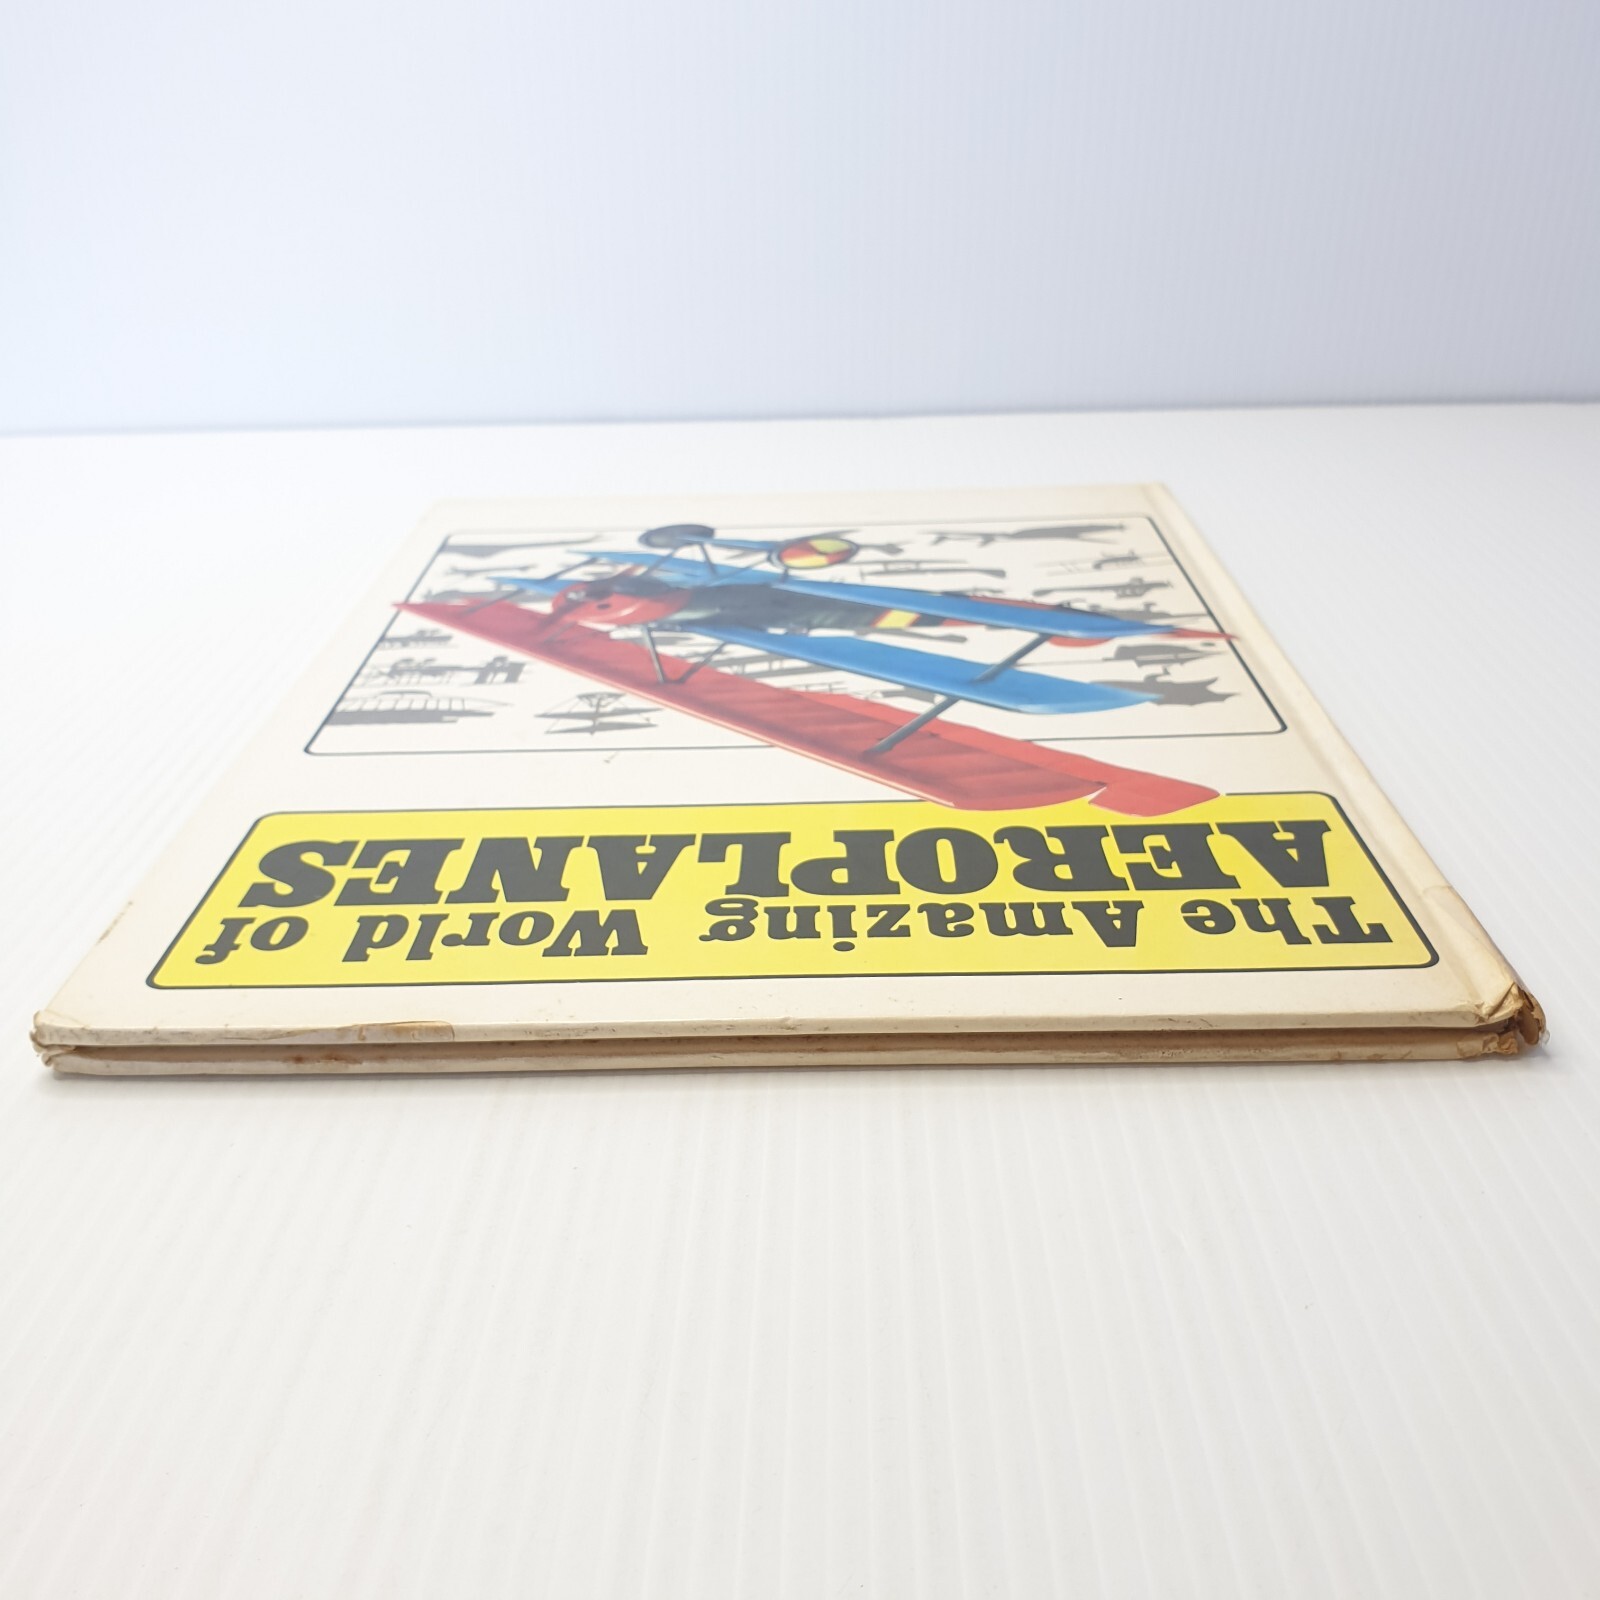 The Amazing World of
AEROPLANES